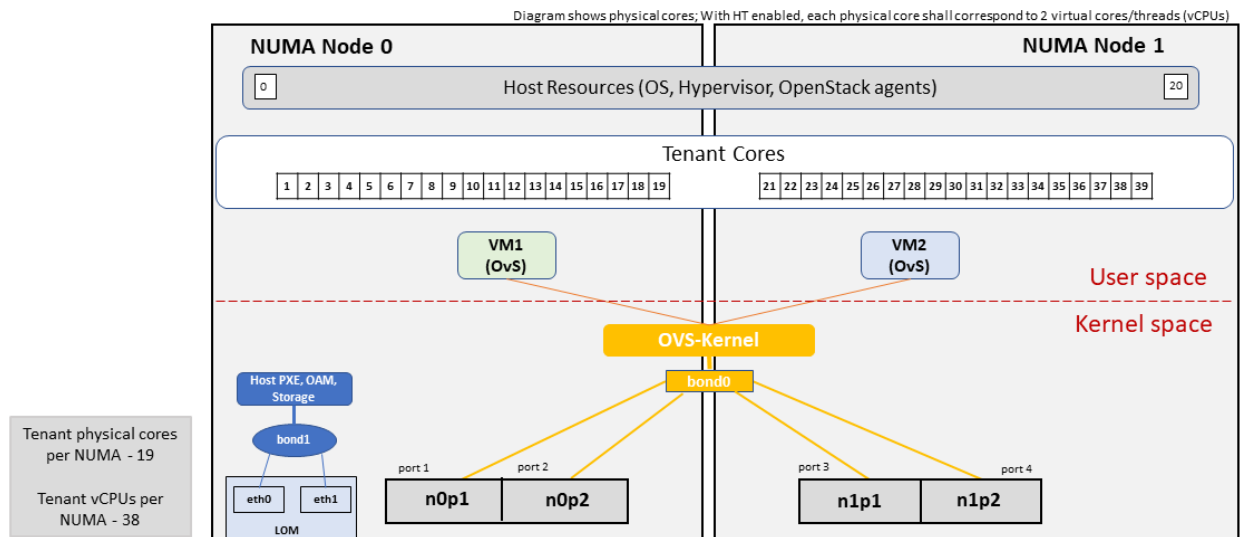 Diagram shows physical cores; With HT enabled, each physical core shall correspond to 2 virtual cores/threads (vCPUs)
NUMA Node 0
NUMA Node 1
0
Host Resources (OS, Hypervisor, OpenStack agents)
20
Tenant Cores
1 2 3 4 5 6 7 8 9 10 11 12 13 14 15 16 17 18 19
21 22 23 24 25 26 27 28 29 30 31 32 33 34 35 36 37 38 39
VM1
(OvS)
VM2
(OvS)
User space
Kernel space
OVS-Kernel
bond0
Host PXE, OAM,
Storage
bond1
eth0
eth1
LOM
port 1
port 2
n0p1
n0p2
port 3
port 4
n1p1
n1p2
Tenant physical cores
per NUMA - 19
Tenant vCPUs per
NUMA - 38